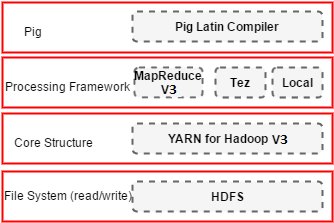 Pig
Pig Latin Compiler
Processing Framework
MapReduce
V3
Tez
Local
Core Structure
YARN for Hadoop V3
File System (read/write)
HDFS